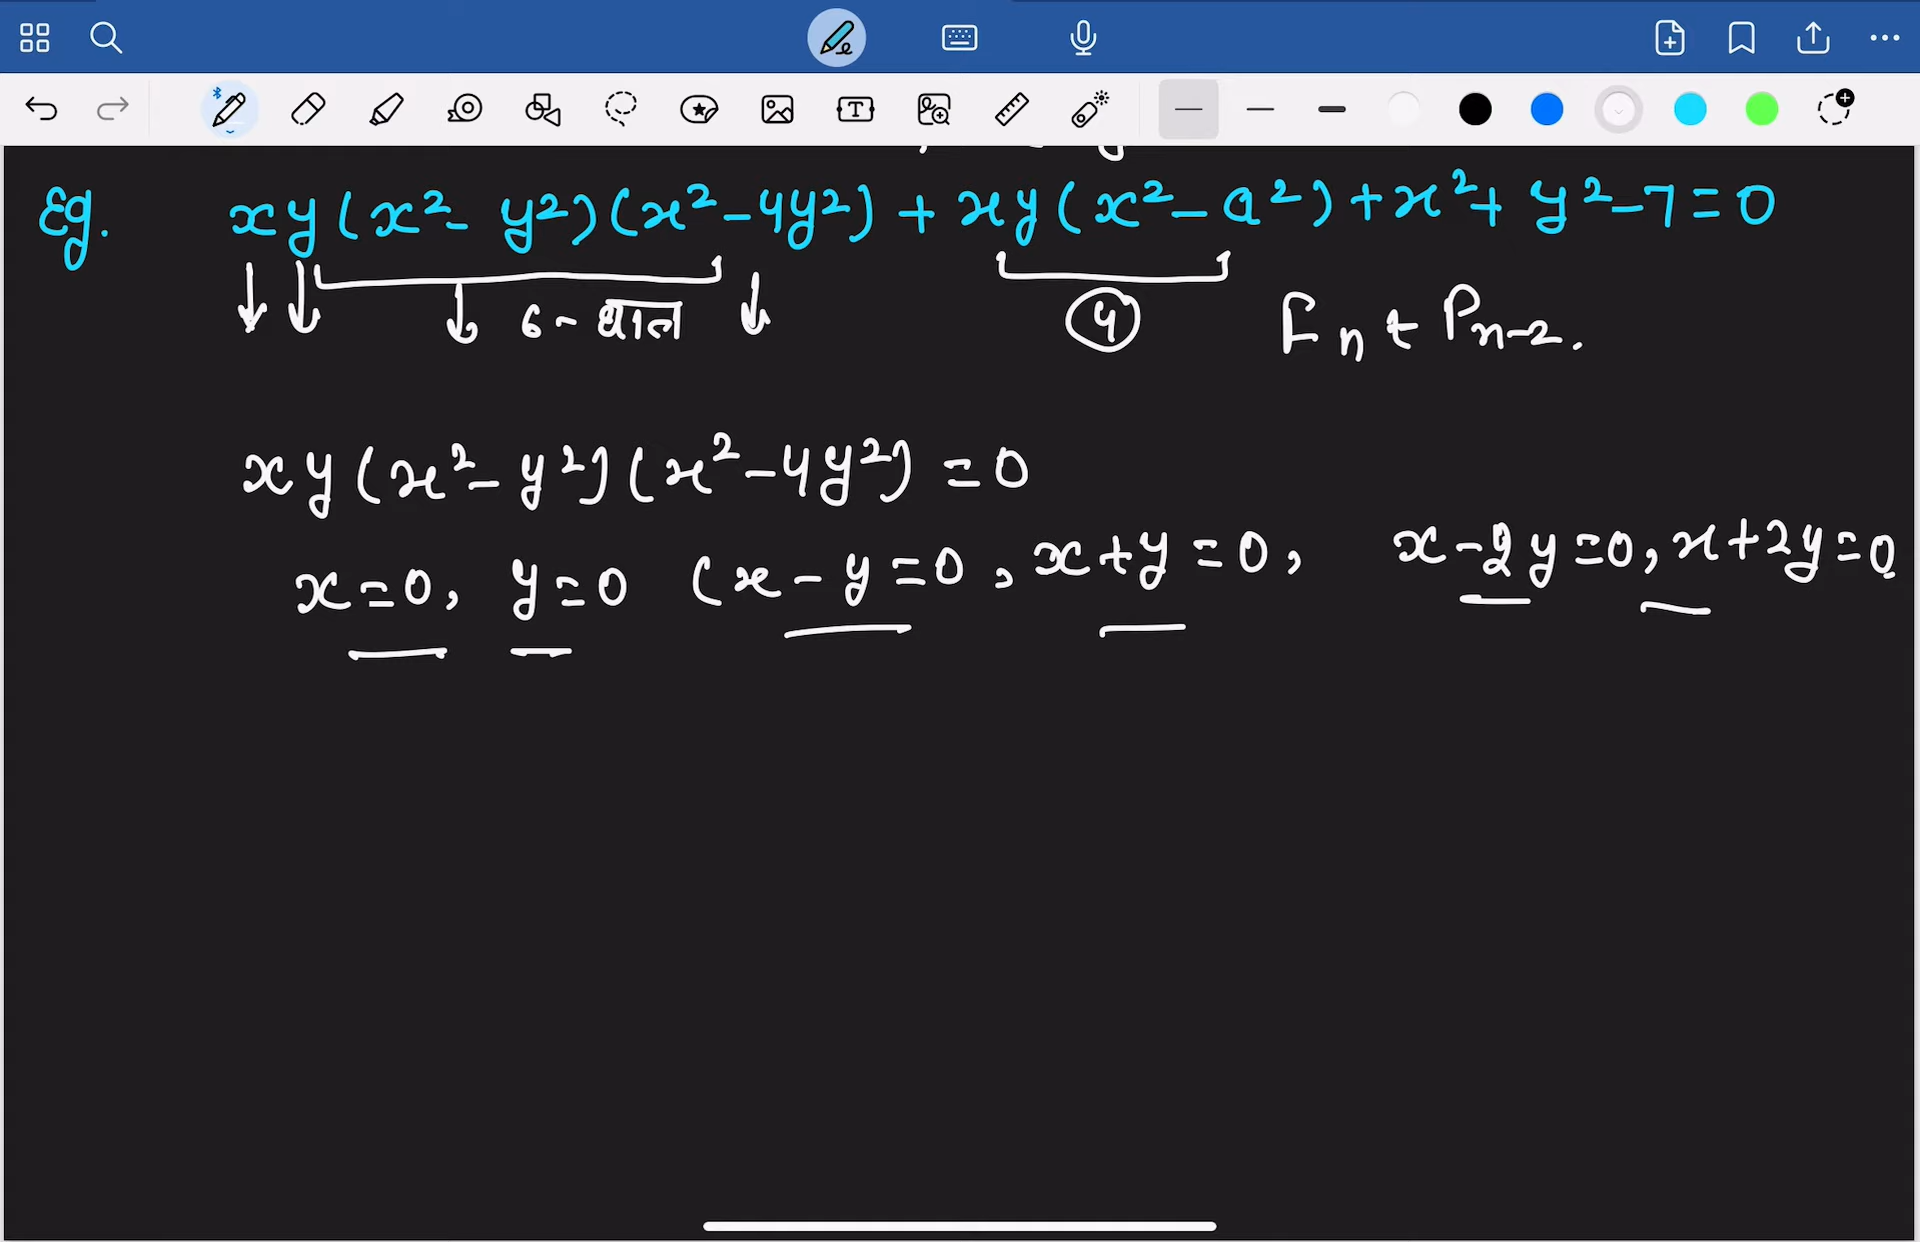 Eg. xy(x²-y²)(x²-4y²)+xy(x²-a²)+x²+y²-7=0
↓ ↓ ↓ 6-घात ↓ ④ Fn+Pn-2.
xy(x²-y²)(x²-4y²)=0
x=0, y=0 (x-y=0, x+y=0, x-2y=0, x+2y=0